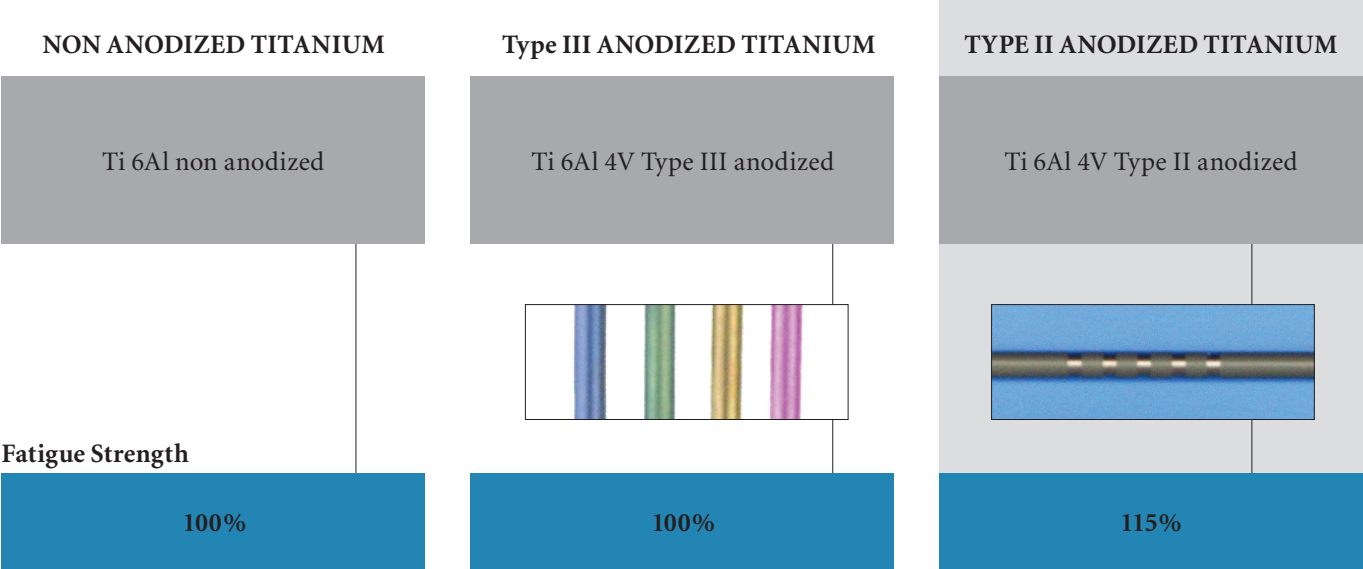 NON ANODIZED TITANIUM
Type III ANODIZED TITANIUM
TYPE II ANODIZED TITANIUM
Ti 6Al non anodized
Ti 6Al 4V Type III anodized
Ti 6Al 4V Type II anodized
Fatigue Strength
100%
100%
115%